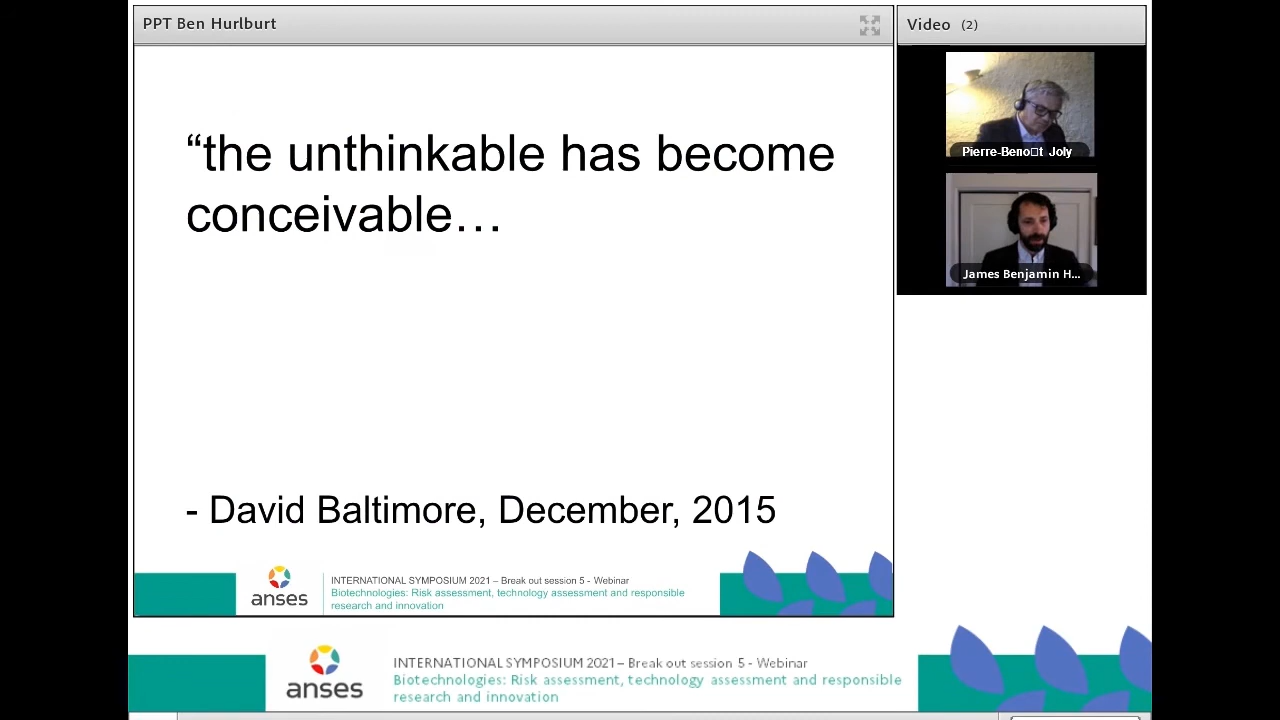 PPT Ben Hurlburt
“the unthinkable has become
conceivable…
- David Baltimore, December, 2015
anses
INTERNATIONAL SYMPOSIUM 2021 – Break out session 5 - Webinar
Biotechnologies: Risk assessment, technology assessment and responsible
research and innovation
Video (2)
Pierre-Beno□t Joly
James Benjamin H...
anses
INTERNATIONAL SYMPOSIUM 2021 – Break out session 5 - Webinar
Biotechnologies: Risk assessment, technology assessment and responsible
research and innovation